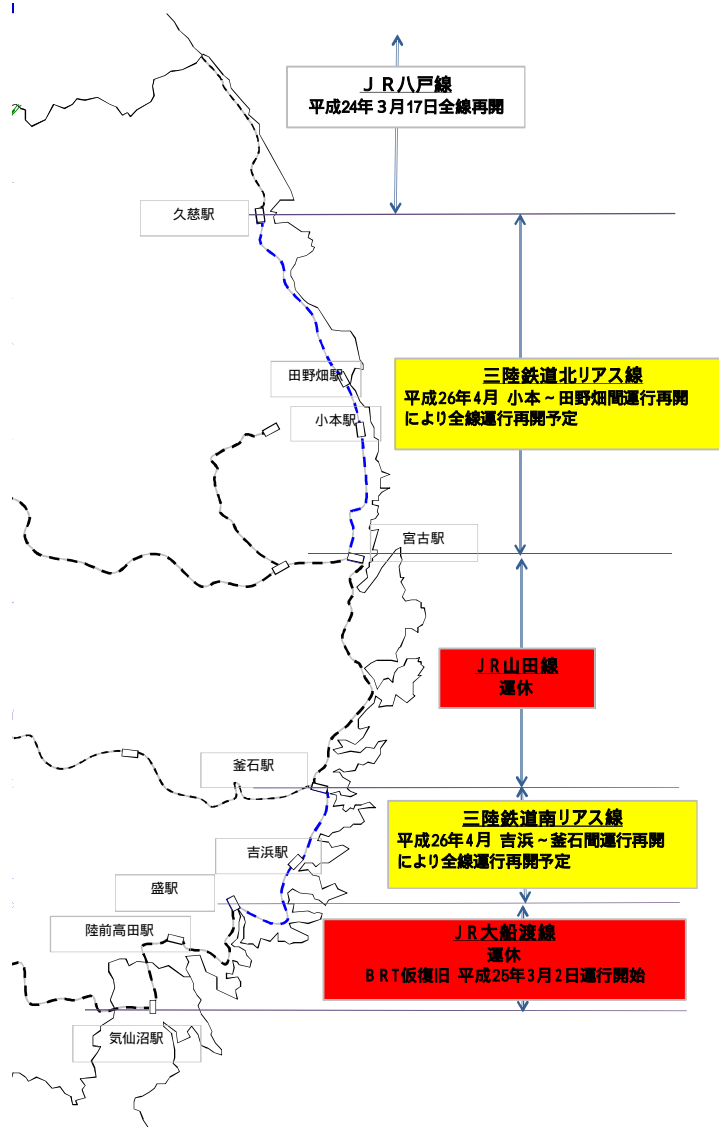 ＪＲ八戸線
平成24年３月17日全線再開
久慈駅
三陸鉄道北リアス線
平成26年4月 小本～田野畑間運行再開
により全線運行再開予定
田野畑駅
小本駅
宮古駅
ＪＲ山田線
運休
釜石駅
三陸鉄道南リアス線
平成26年4月 吉浜～釜石間運行再開
により全線運行再開予定
吉浜駅
盛駅
陸前高田駅
ＪＲ大船渡線
運休
ＢＲＴ仮復旧 平成25年3月2日運行開始
気仙沼駅